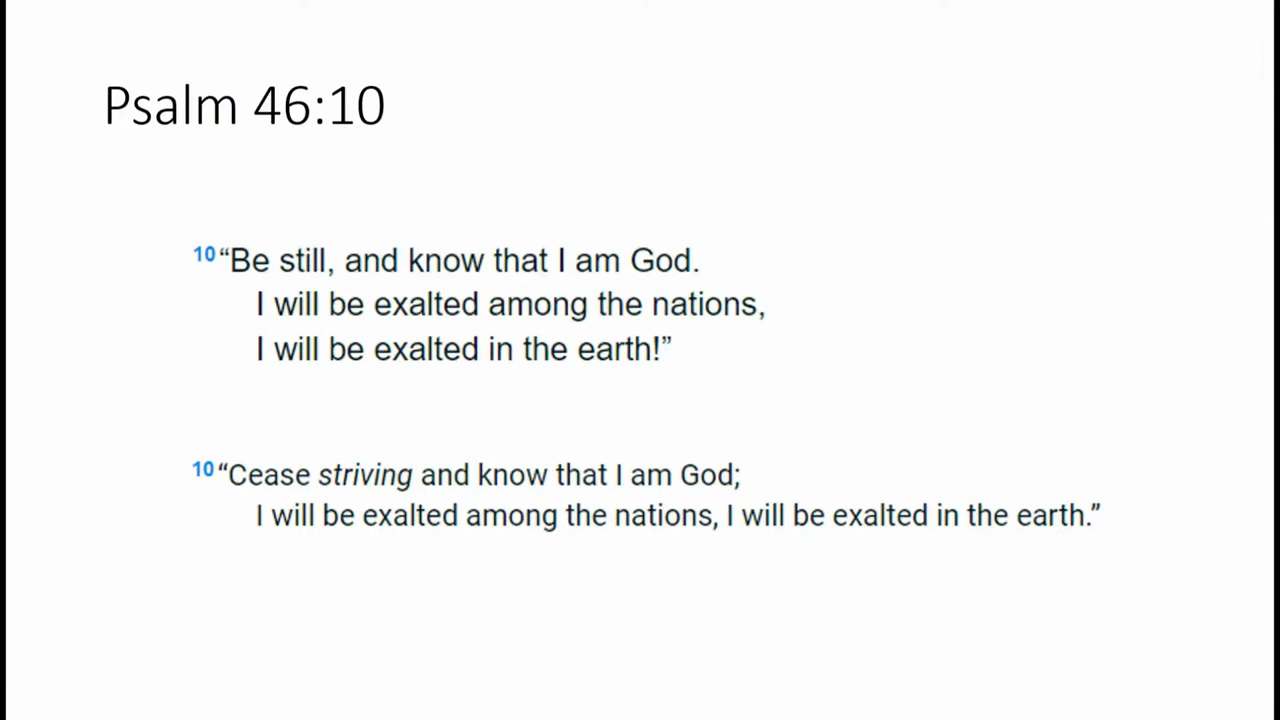 Psalm 46:10
10 “Be still, and know that I am God.
I will be exalted among the nations,
I will be exalted in the earth!”
10 “Cease striving and know that I am God;
I will be exalted among the nations, I will be exalted in the earth.”